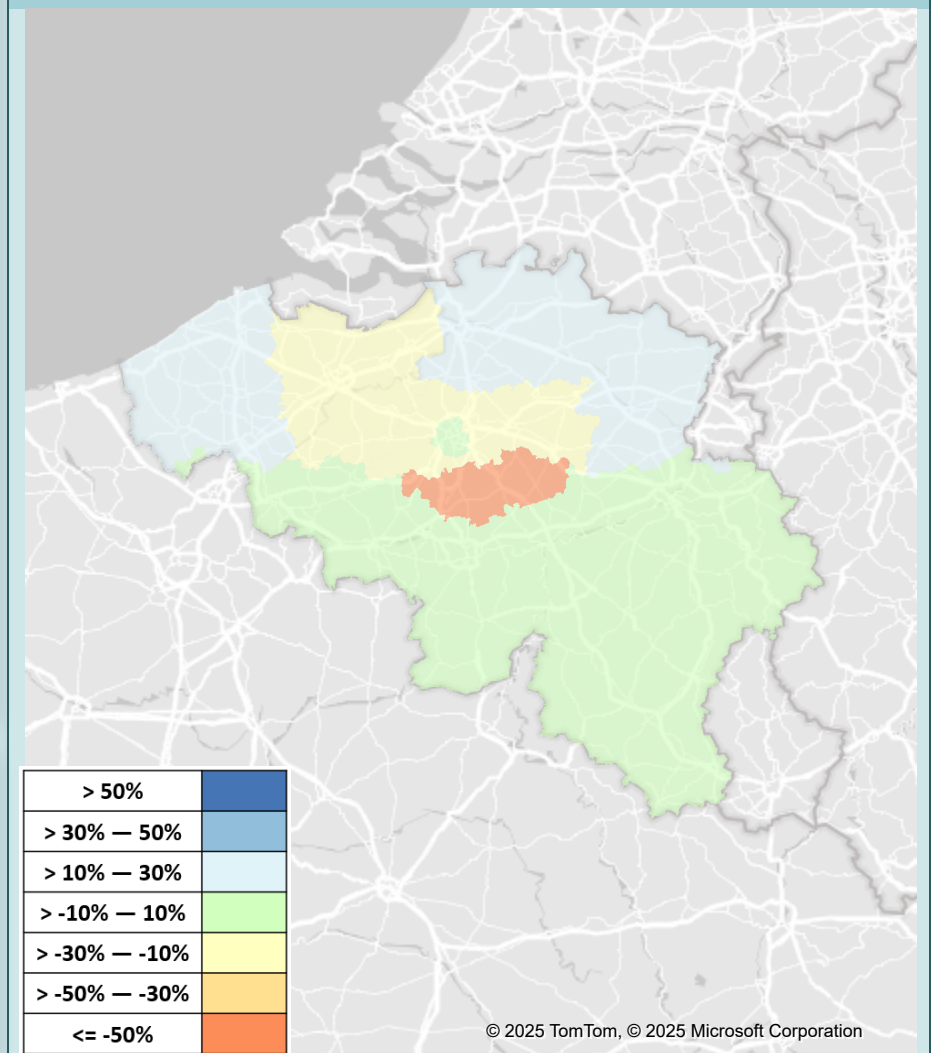 > 50%
> 30% — 50%
> 10% — 30%
> -10% — 10%
> -30% — -10%
> -50% — -30%
<= -50%
© 2025 TomTom, © 2025 Microsoft Corporation